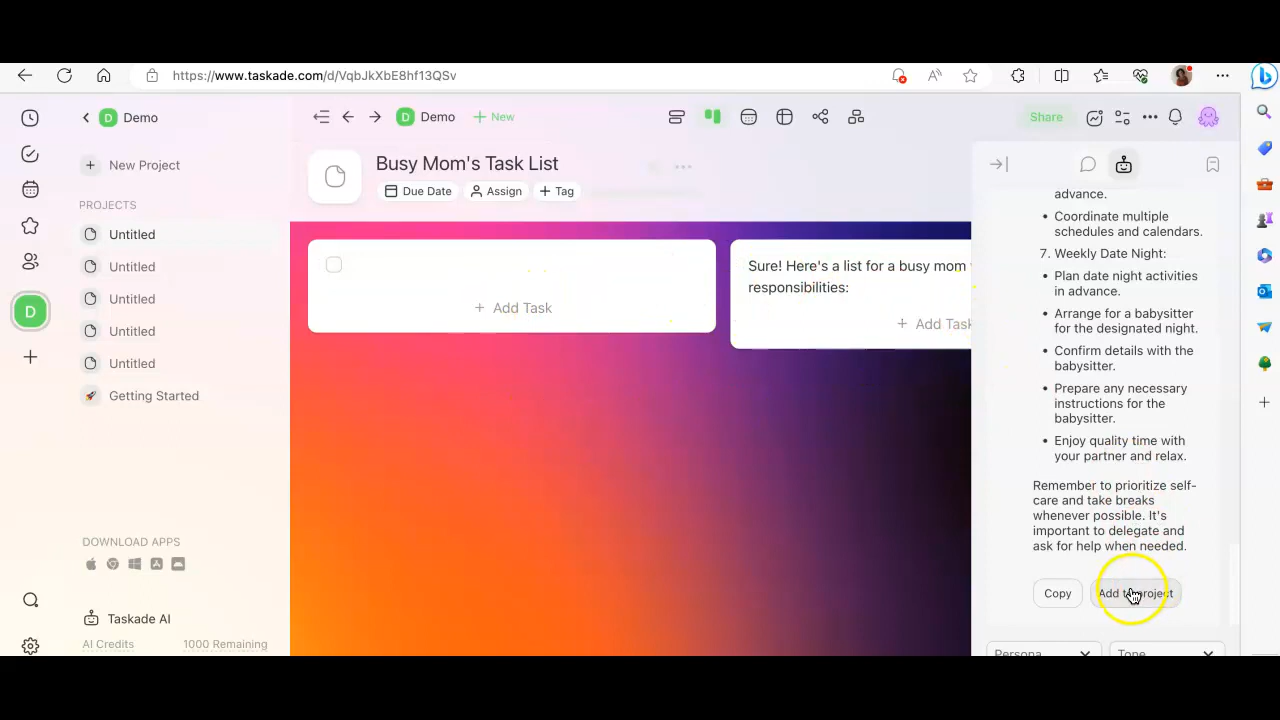 https://www.taskade.com/d/VqbJkXbE8hf13QSv
Demo
New Project
PROJECTS
Untitled
Untitled
Untitled
Untitled
Untitled
Getting Started
DOWNLOAD APPS
Taskade AI
AI Credits 1000 Remaining
D
D
D Demo + New
Share
Busy Mom's Task List
Due Date Assign + Tag
+ Add Task
Sure! Here's a list for a busy mom
responsibilities:
+ Add Task
advance.
• Coordinate multiple
schedules and calendars.
7. Weekly Date Night:
• Plan date night activities
in advance.
• Arrange for a babysitter
for the designated night.
• Confirm details with the
babysitter.
• Prepare any necessary
instructions for the
babysitter.
• Enjoy quality time with
your partner and relax.
Remember to prioritize self-
care and take breaks
whenever possible. It's
important to delegate and
ask for help when needed.
Copy
Add to project
Persona
Tone